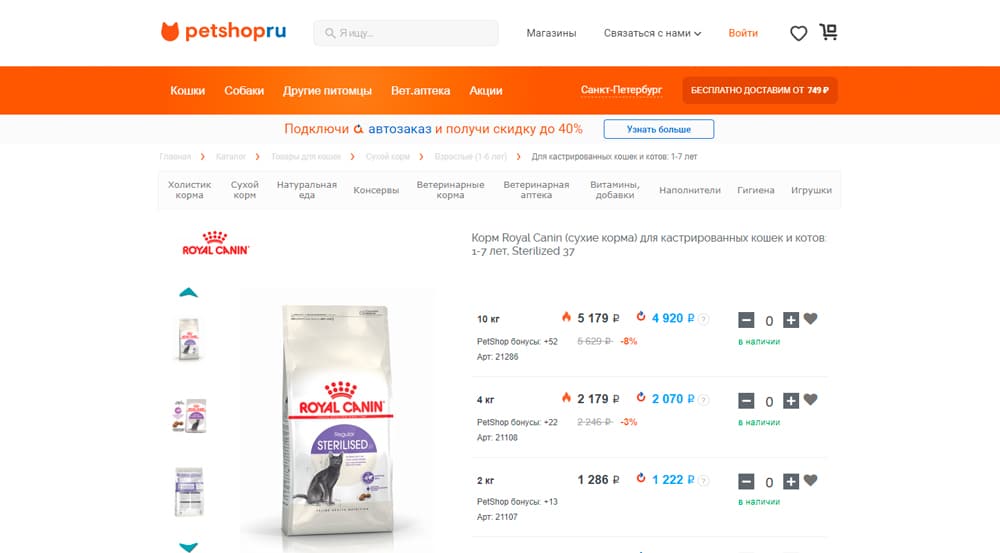 petshopru
Я ищу...
Магазины
Связаться с нами
Войти
Кошки
Собаки
Другие питомцы
Вет.аптека
Акции
Санкт-Петербург
БЕСПЛАТНО ДОСТАВИМ ОТ 749 ₽
Подключи автозаказ и получи скидку до 40%
Узнать больше
Главная
Каталог
Товары для кошек
Сухой корм
Взрослые (1-6 лет)
Для кастрированных кошек и котов: 1-7 лет
Холистик
корма
Сухой
корм
Натуральная
еда
Консервы
Ветеринарные
корма
Ветеринарная
аптека
Витамины,
добавки
Наполнители
Гигиена
Игрушки
ROYAL CANIN
Корм Royal Canin (сухие корма) для кастрированных кошек и котов:
1-7 лет, Sterilized 37
ROYAL CANIN
Regular
STERILISED
FELINE HEALTH NUTRITION
10 кг
5 179 ₽
4 920 ₽
?
0
PetShop бонусы: +52
5 629 ₽
-8%
в наличии
Арт: 21286
4 кг
2 179 ₽
2 070 ₽
?
0
PetShop бонусы: +22
2 246 ₽
-3%
в наличии
Арт: 21108
2 кг
1 286 ₽
1 222 ₽
?
0
PetShop бонусы: +13
в наличии
Арт: 21107